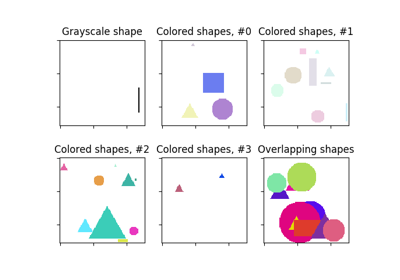 Grayscale shape
Colored shapes, #0
Colored shapes, #1
Colored shapes, #2
Colored shapes, #3
Overlapping shapes